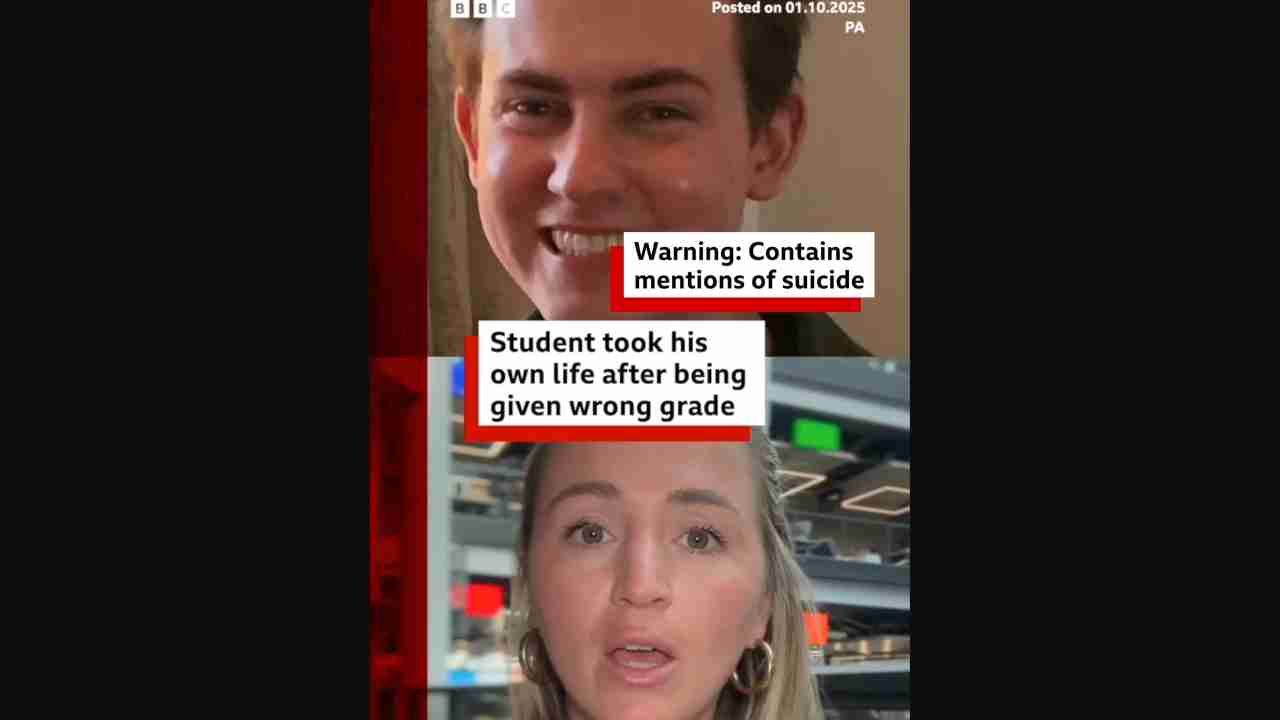 BBC
Posted on 01.10.2025
PA
Warning: Contains
mentions of suicide
Student took his
own life after being
given wrong grade